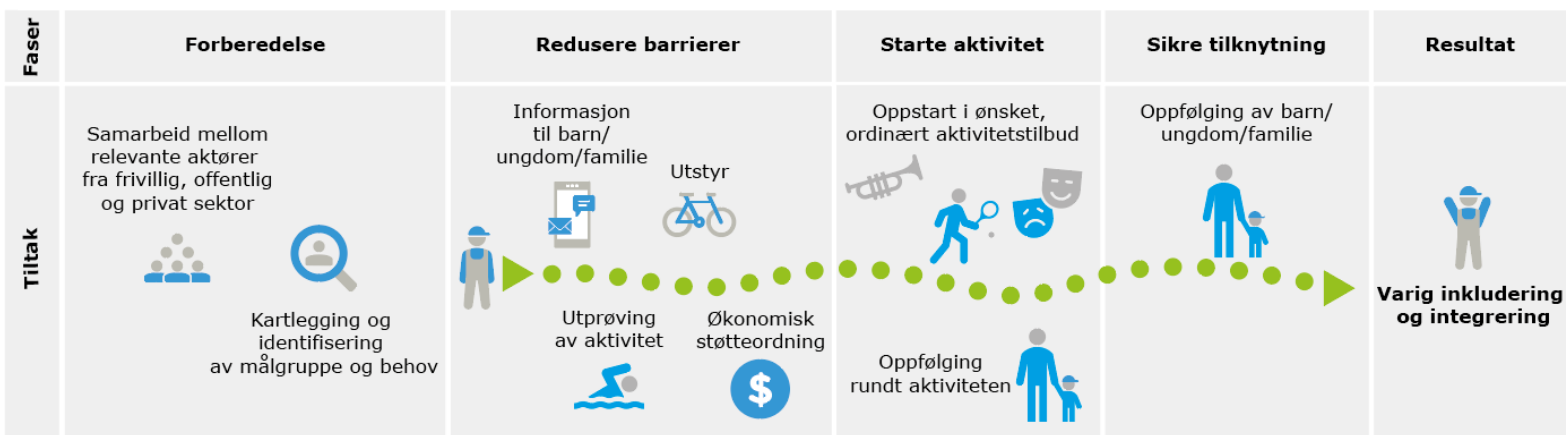 Faser
Forberedelse
Redusere barrierer
Starte aktivitet
Sikre tilknytning
Resultat
Tiltak
Samarbeid mellom
relevante aktører
fra frivillig, offentlig
og privat sektor
Kartlegging og
identifisering
av målgruppe og behov
Informasjon
til barn/
ungdom/familie
Utstyr
Utprøving
av aktivitet
Økonomisk
støtteordning
$
Oppstart i ønsket,
ordinært aktivitetstilbud
Oppfølging
rundt aktiviteten
Oppfølging av barn/
ungdom/familie
Varig inkludering
og integrering